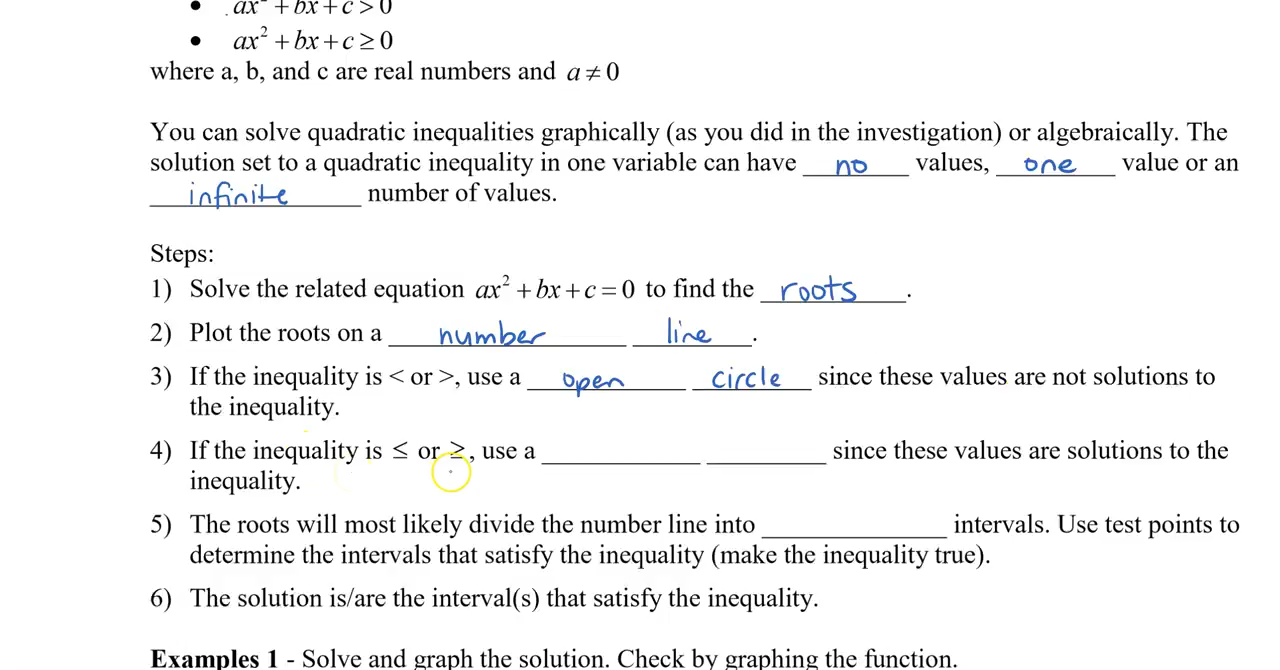 • ax² + bx + c > 0
• ax² + bx + c ≥ 0
where a, b, and c are real numbers and a ≠ 0
You can solve quadratic inequalities graphically (as you did in the investigation) or algebraically. The
solution set to a quadratic inequality in one variable can have no values, one value or an
infinite number of values.
Steps:
1) Solve the related equation ax² + bx + c = 0 to find the roots.
2) Plot the roots on a number line.
3) If the inequality is < or >, use a open circle since these values are not solutions to
the inequality.
4) If the inequality is ≤ or ≥, use a ____________ _________ since these values are solutions to the
inequality.
5) The roots will most likely divide the number line into ______________ intervals. Use test points to
determine the intervals that satisfy the inequality (make the inequality true).
6) The solution is/are the interval(s) that satisfy the inequality.
Examples 1 - Solve and graph the solution. Check by graphing the function.